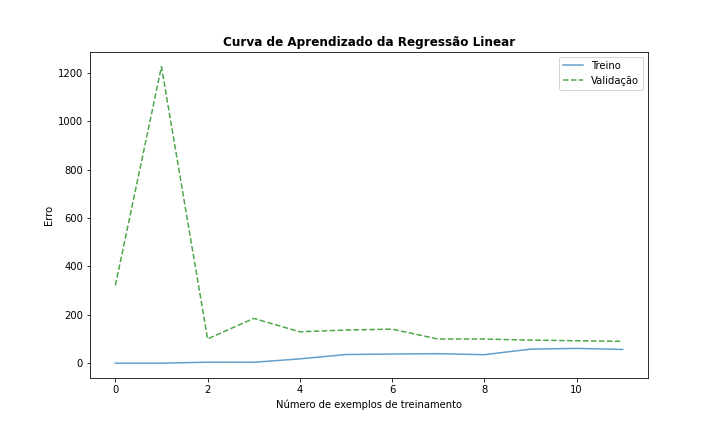 Curva de Aprendizado da Regressão Linear
Treino
Validação
1200
1000
800
600
400
200
0
Erro
0 2 4 6 8 10
Número de exemplos de treinamento